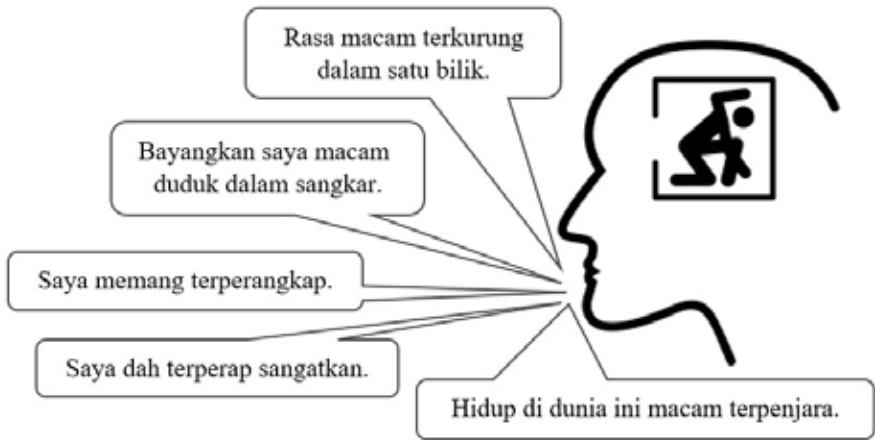 Rasa macam terkurung
dalam satu bilik.
Bayangkan saya macam
duduk dalam sangkar.
Saya memang terperangkap.
Saya dah terperap sangatkan.
Hidup di dunia ini macam terpenjara.